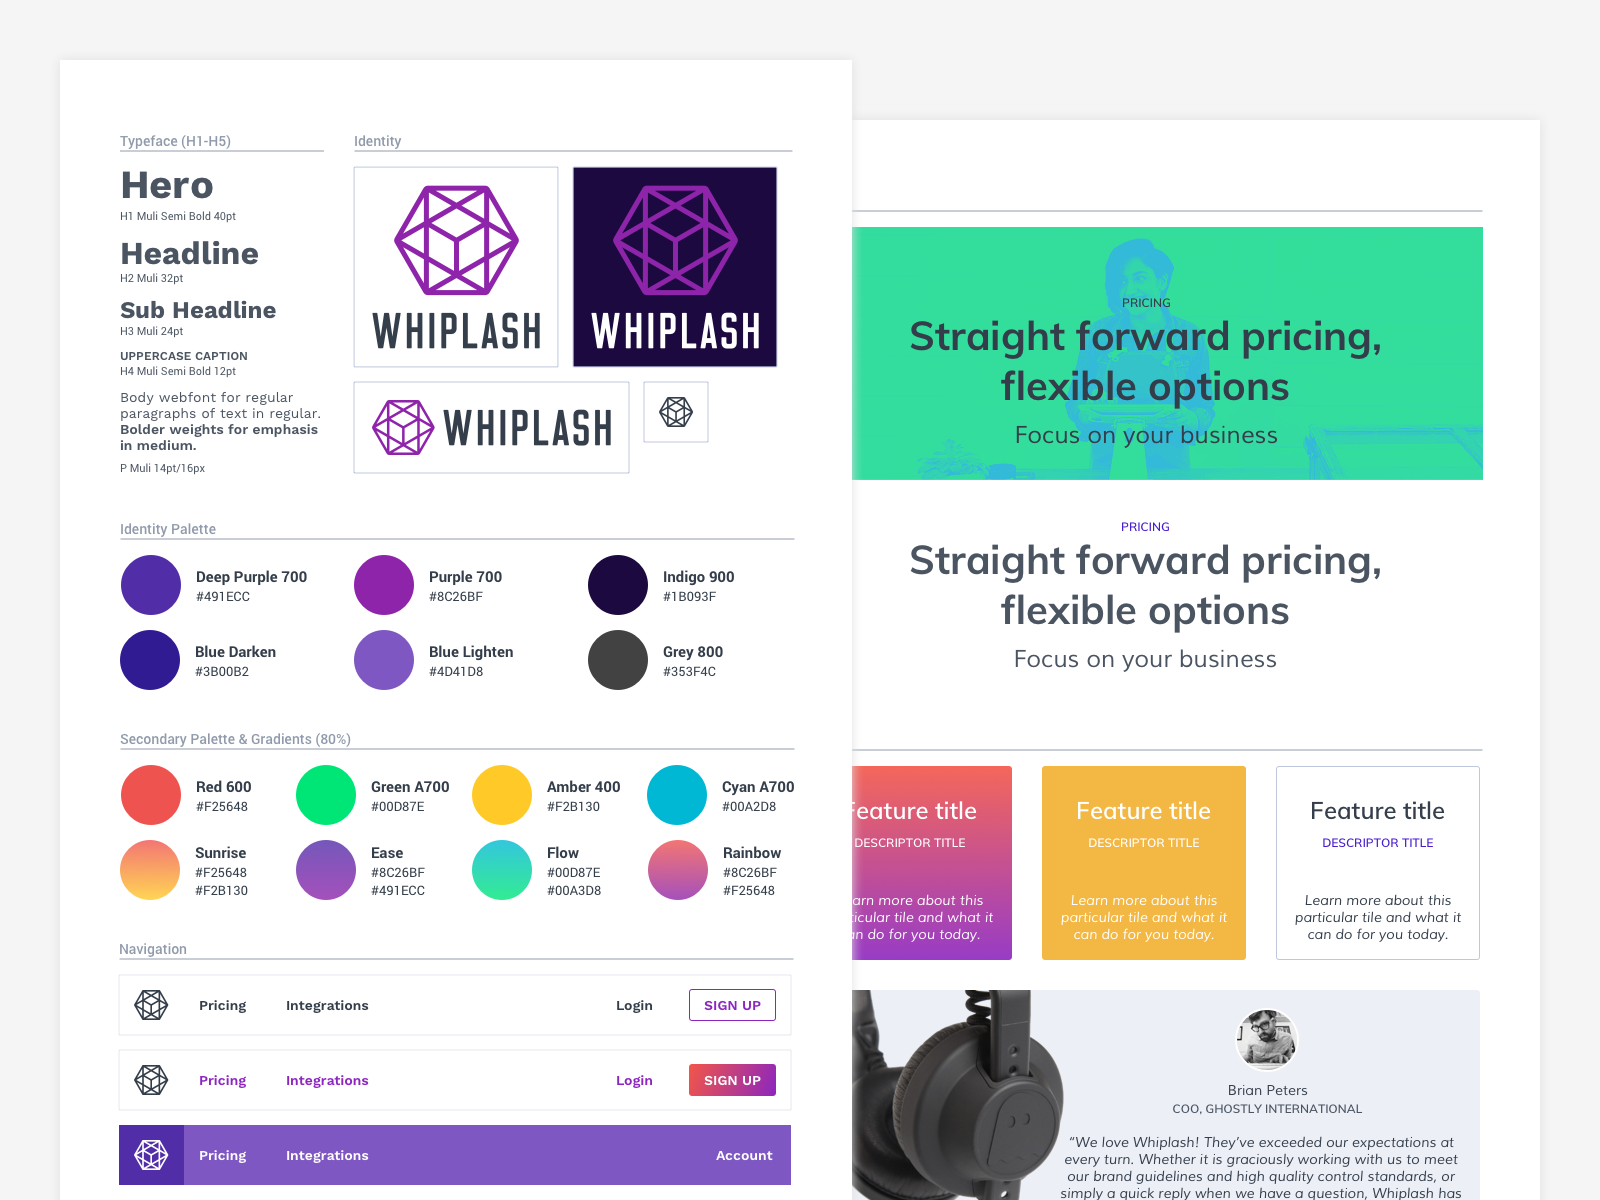 Typeface (H1-H5)
Hero
H1 Muli Semi Bold 40pt
Headline
H2 Muli 32pt
Sub Headline
H3 Muli 24pt
UPPERCASE CAPTION
H4 Muli Semi Bold 12pt
Body webfont for regular
paragraphs of text in regular.
Bolder weights for emphasis
in medium.
P Muli 14pt/16px
Identity
WHIPLASH
WHIPLASH
WHIPLASH
Identity Palette
Deep Purple 700
#491ECC
Purple 700
#8C26BF
Indigo 900
#1B093F
Blue Darken
#3B00B2
Blue Lighten
#4D41D8
Grey 800
#353F4C
Secondary Palette & Gradients (80%)
Red 600
#F25648
Green A700
#00D87E
Amber 400
#F2B130
Cyan A700
#00A2D8
Sunrise
#F25648
#F2B130
Ease
#8C26BF
#491ECC
Flow
#00D87E
#00A3D8
Rainbow
#8C26BF
#F25648
Navigation
Pricing Integrations Login SIGN UP
Pricing Integrations Login SIGN UP
Pricing Integrations Account
PRICING
Straight forward pricing,
flexible options
Focus on your business
PRICING
Straight forward pricing,
flexible options
Focus on your business
Feature title
DESCRIPTOR TITLE
arn more about this
ticular tile and what it
an do for you today.
Feature title
DESCRIPTOR TITLE
Learn more about this
particular tile and what it
can do for you today.
Feature title
DESCRIPTOR TITLE
Learn more about this
particular tile and what it
can do for you today.
Brian Peters
COO, GHOSTLY INTERNATIONAL
“We love Whiplash! They’ve exceeded our expectations at
every turn. Whether it is graciously working with us to meet
our brand guidelines and high quality control standards, or
simply a quick reply when we have a question, Whiplash has